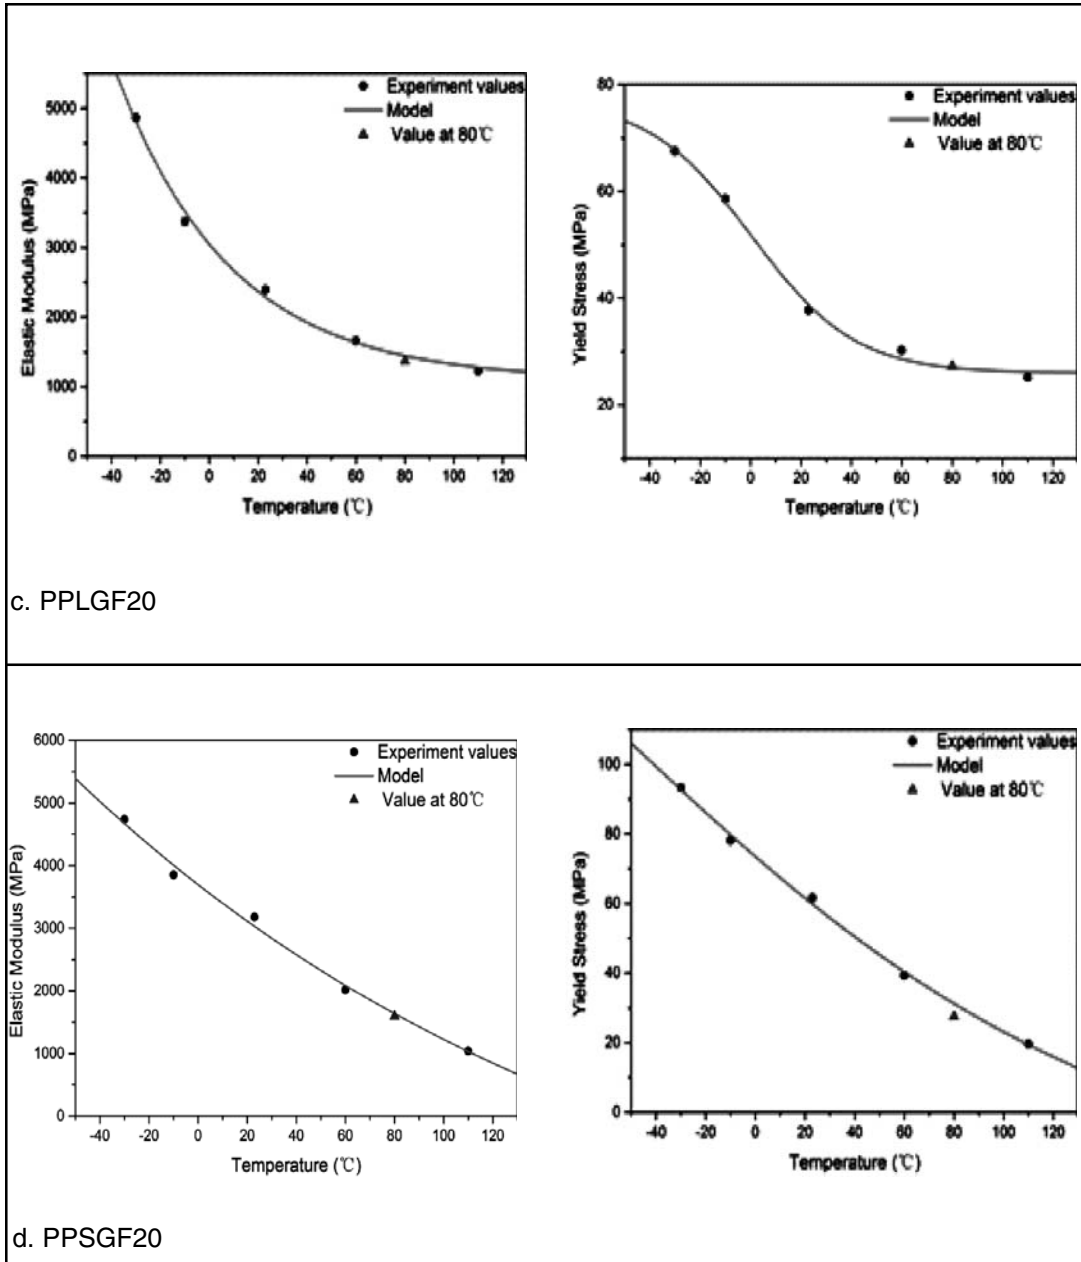 Experiment values
Model
Value at 80℃
5000
4000
3000
2000
1000
0
Elastic Modulus (MPa)
-40 -20 0 20 40 60 80 100 120
Temperature (℃)
Experiment values
Model
Value at 80℃
80
60
40
20
Yield Stress (MPa)
-40 -20 0 20 40 60 80 100 120
Temperature (℃)
c. PPLGF20
Experiment values
Model
Value at 80℃
6000
5000
4000
3000
2000
1000
0
Elastic Modulus (MPa)
-40 -20 0 20 40 60 80 100 120
Temperature (℃)
Experiment values
Model
Value at 80℃
100
80
60
40
20
0
Yield Stress (MPa)
-40 -20 0 20 40 60 80 100 120
Temperature (℃)
d. PPSGF20